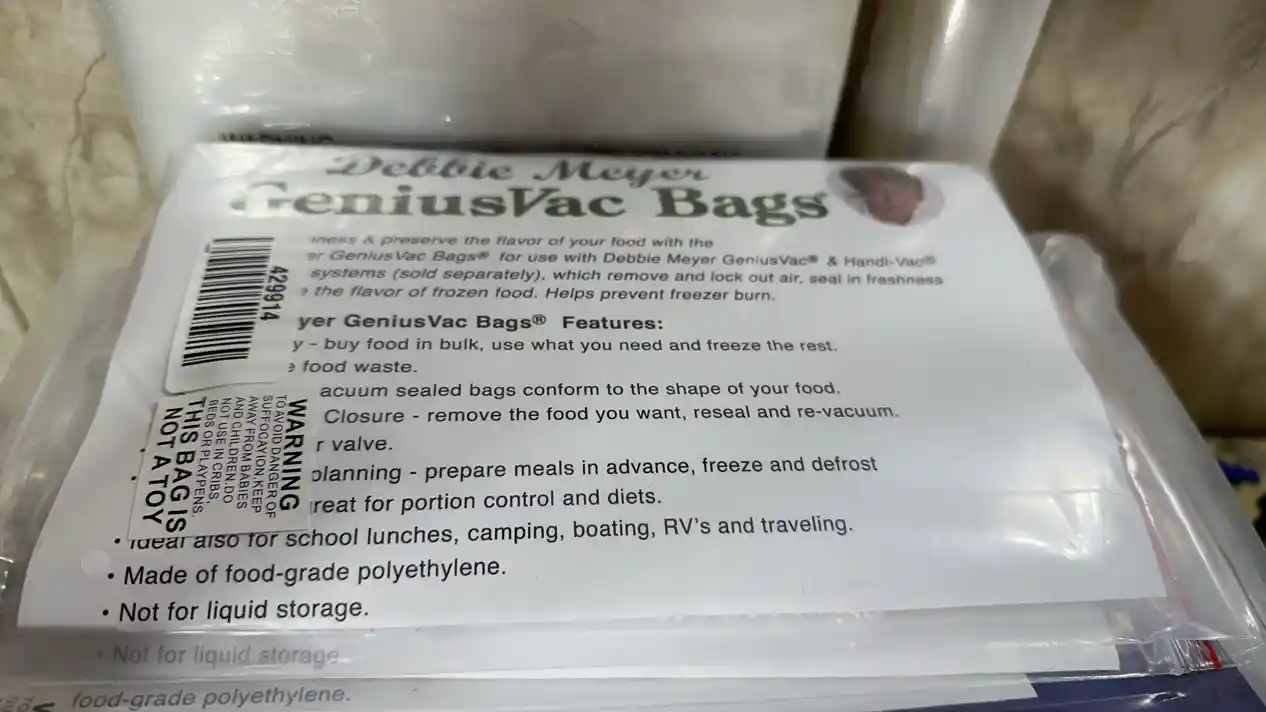 WARNING
Debbie Meyer
GeniusVac Bags
& preserve the flavor of your food with the
GeniusVac Bags® for use with Debbie Meyer GeniusVac® & Handi-Vac®
systems (sold separately), which remove and lock out air, seal in freshness
the flavor of frozen food. Helps prevent freezer burn.
yer GeniusVac Bags® Features:
y - buy food in bulk, use what you need and freeze the rest.
food waste.
acuum sealed bags conform to the shape of your food.
Closure - remove the food you want, reseal and re-vacuum.
r valve.
planning - prepare meals in advance, freeze and defrost
reat for portion control and diets.
• Ideal also for school lunches, camping, boating, RV's and traveling.
• Made of food-grade polyethylene.
• Not for liquid storage.
429914
WARNING
TO AVOID DANGER OF
SUFFOCAYION,KEEP
AWAY FROM BABIES
AND CHILDREN.DO
NOT USE IN CRIBS,
BEDS OR PLAYPENS.
THIS BAG IS
NOT A TOY
• Not for liquid storage
food-grade polyethylene.